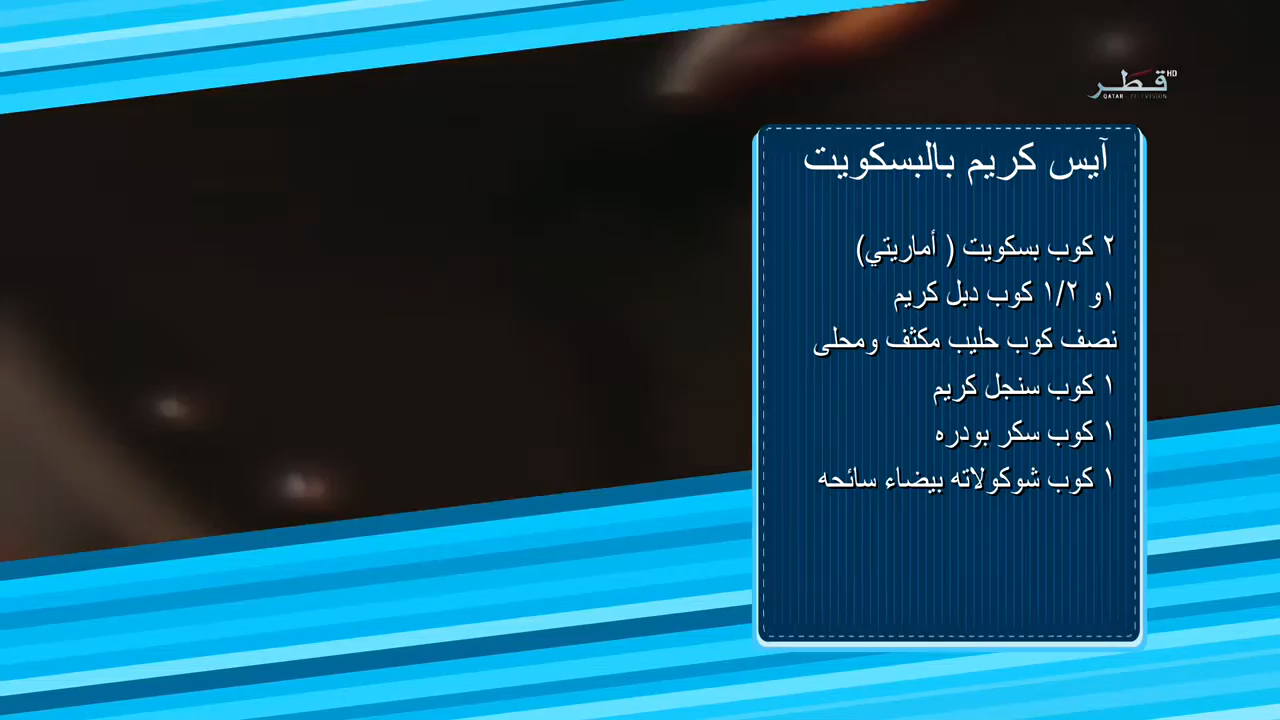 قطر HD
QATAR TELEVISION
آيس كريم بالبسكويت
٢ كوب بسكويت ( أماريتي)
١و ١/٢ كوب دبل كريم
نصف كوب حليب مكثف ومحلى
١ كوب سنجل كريم
١ كوب سكر بودره
١ كوب شوكولاته بيضاء سائحه